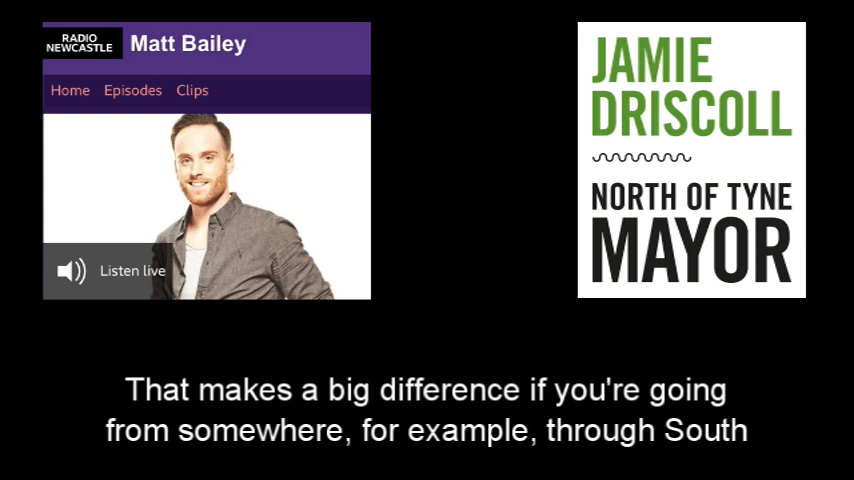 RADIO
NEWCASTLE
Matt Bailey
Home Episodes Clips
Listen live
JAMIE
DRISCOLL
NORTH OF TYNE
MAYOR
That makes a big difference if you're going
from somewhere, for example, through South